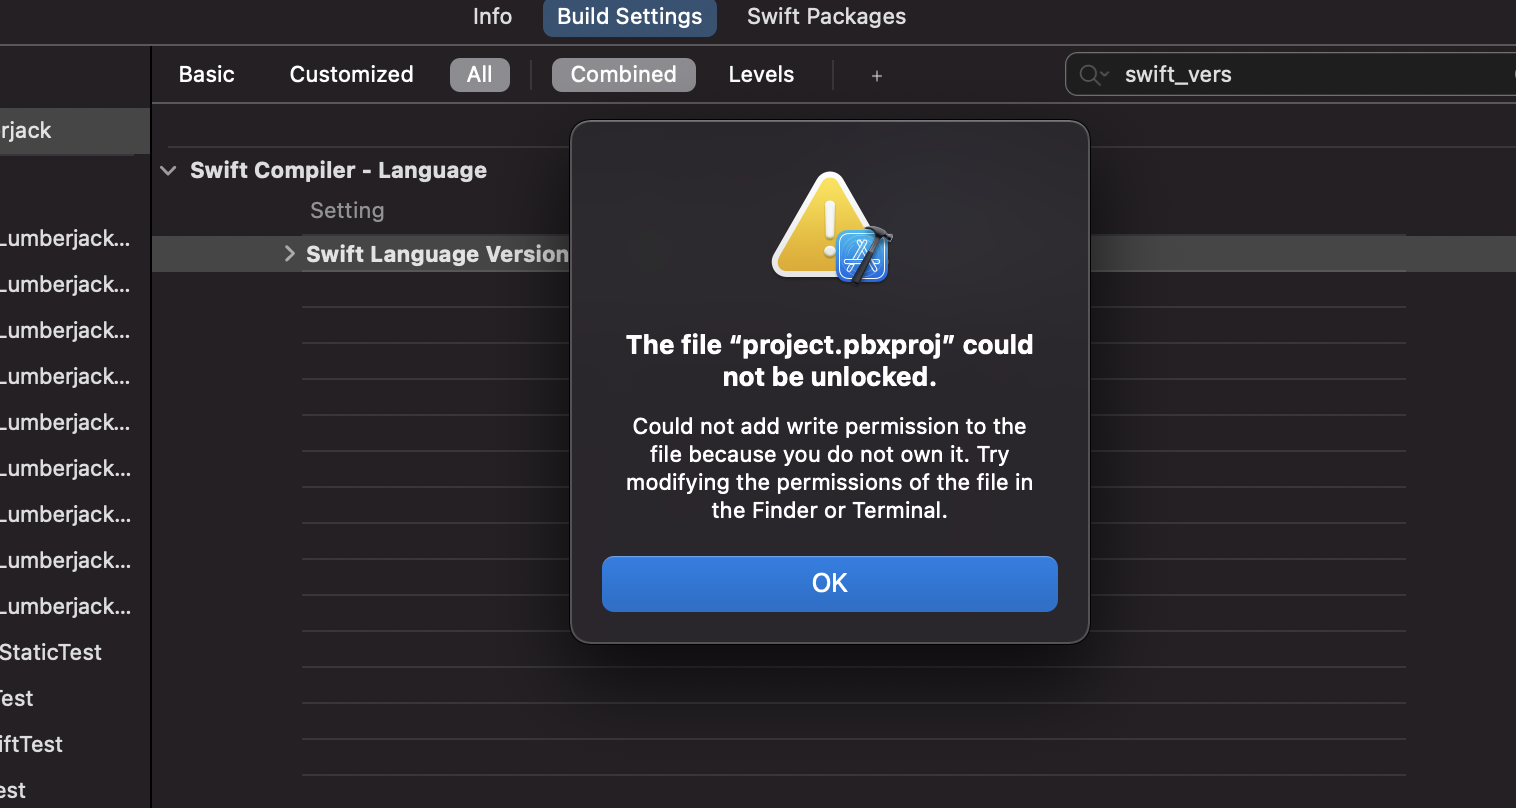 Info Build Settings Swift Packages
Basic Customized All Combined Levels + swift_vers
rjack
Swift Compiler - Language
Setting
Lumberjack...
Swift Language Version
Lumberjack...
Lumberjack...
Lumberjack...
Lumberjack...
Lumberjack...
Lumberjack...
Lumberjack...
Lumberjack...
StaticTest
Test
iftTest
est
The file “project.pbxproj” could
not be unlocked.
Could not add write permission to the
file because you do not own it. Try
modifying the permissions of the file in
the Finder or Terminal.
OK